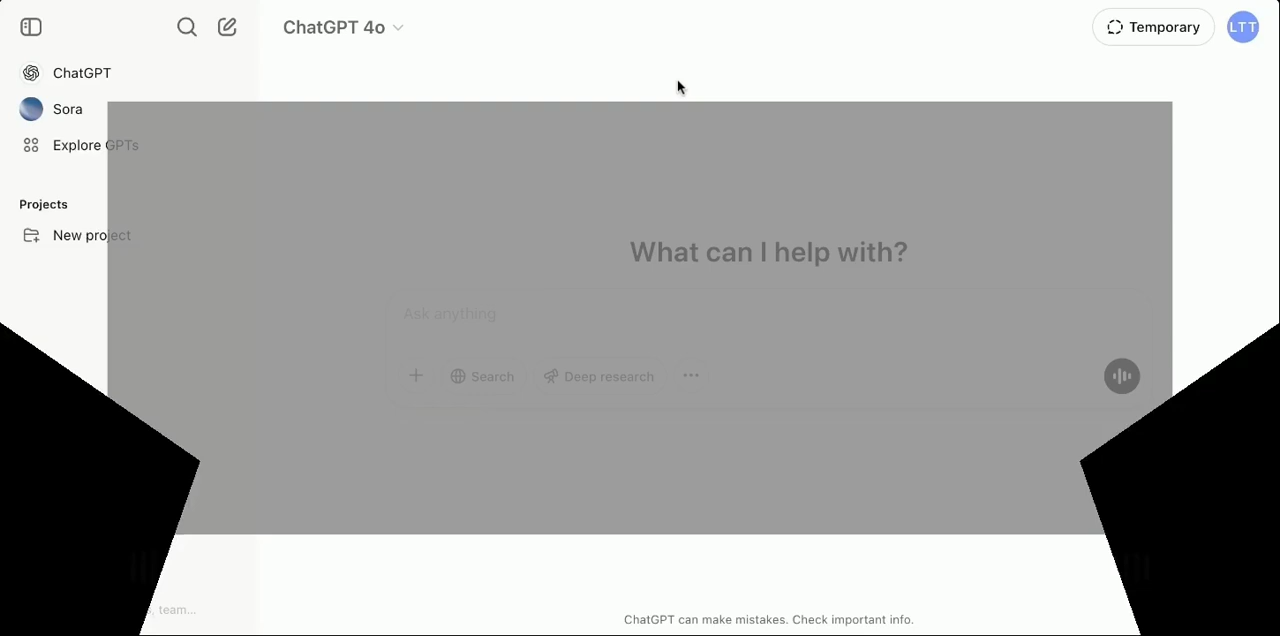 ChatGPT 4o
Temporary
LTT
ChatGPT
Sora
Explore GPTs
Projects
New project
What can I help with?
Ask anything
Search
Deep research
team...
ChatGPT can make mistakes. Check important info.